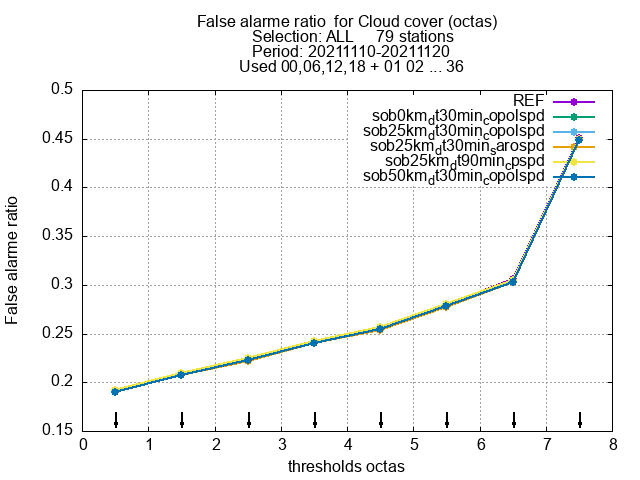 False alarme ratio  for Cloud cover (octas)
Selection: ALL     79 stations
Period: 20211110-20211120
Used 00,06,12,18 + 01 02 ... 36
REF
sob0km_dt30min_copolspd
sob25km_dt30min_copolspd
sob25km_dt30min_sarospd
sob25km_dt90min_cpspd
sob50km_dt30min_copolspd
0.5
0.45
0.4
0.35
0.3
0.25
0.2
0.15
False alarme ratio
0 1 2 3 4 5 6 7 8
thresholds octas